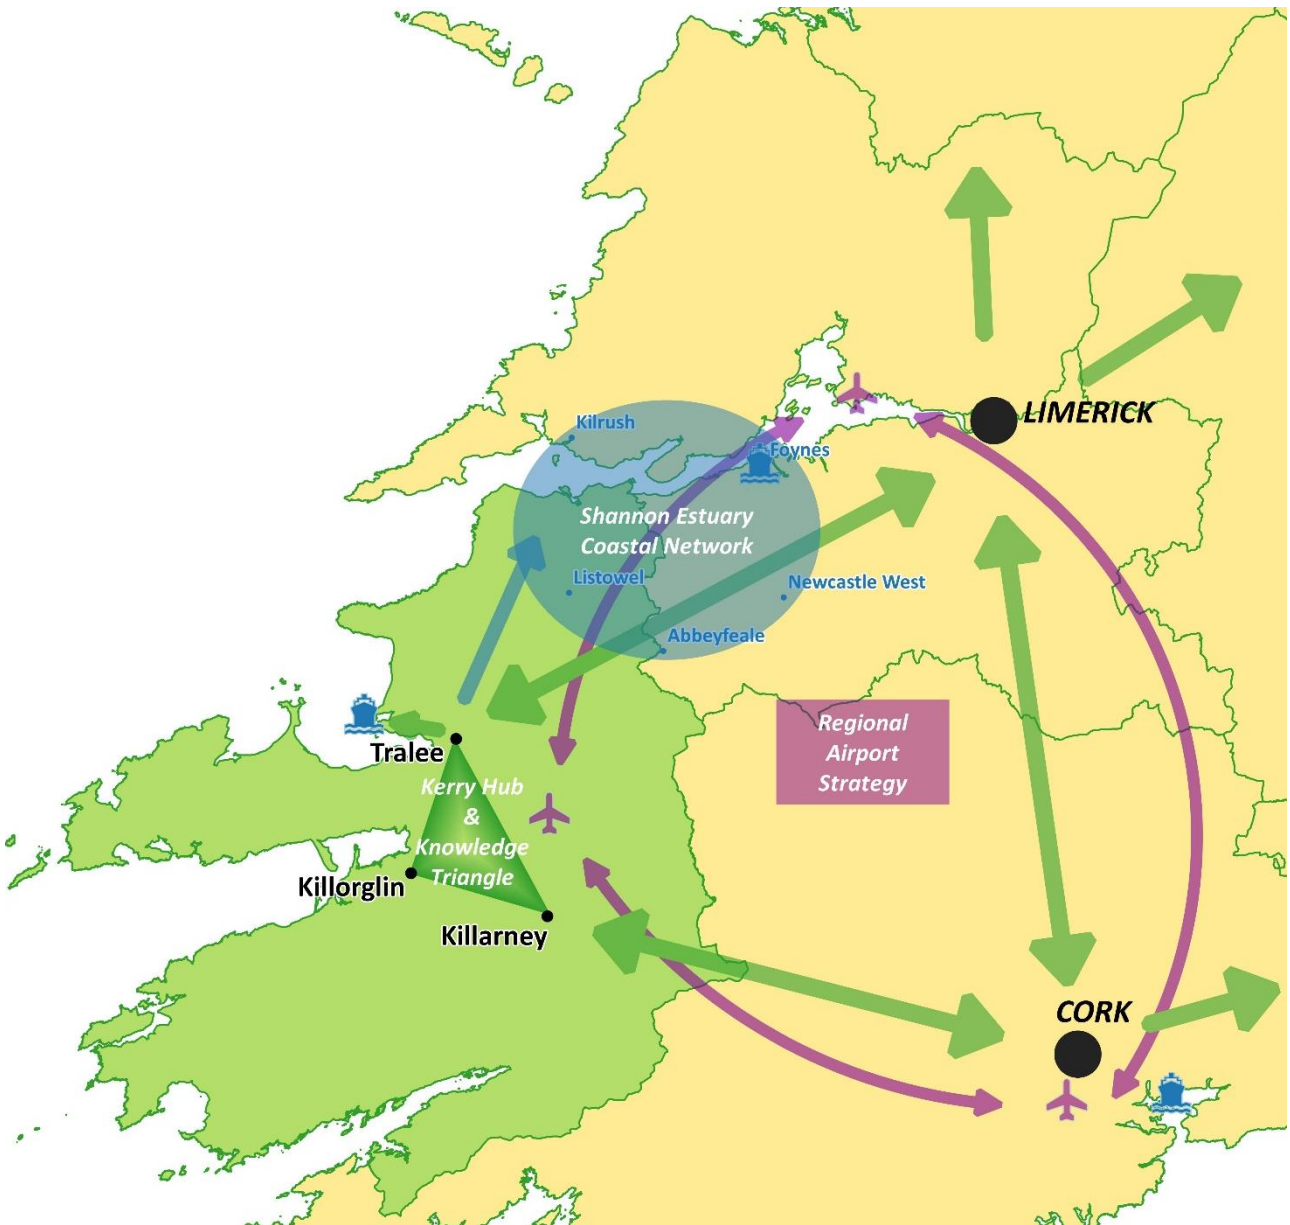 LIMERICK
Kilrush
Foynes
Shannon Estuary
Coastal Network
Listowel
Newcastle West
Abbeyfeale
Regional
Airport
Strategy
Tralee
Kerry Hub
&
Knowledge
Triangle
Killorglin
Killarney
CORK